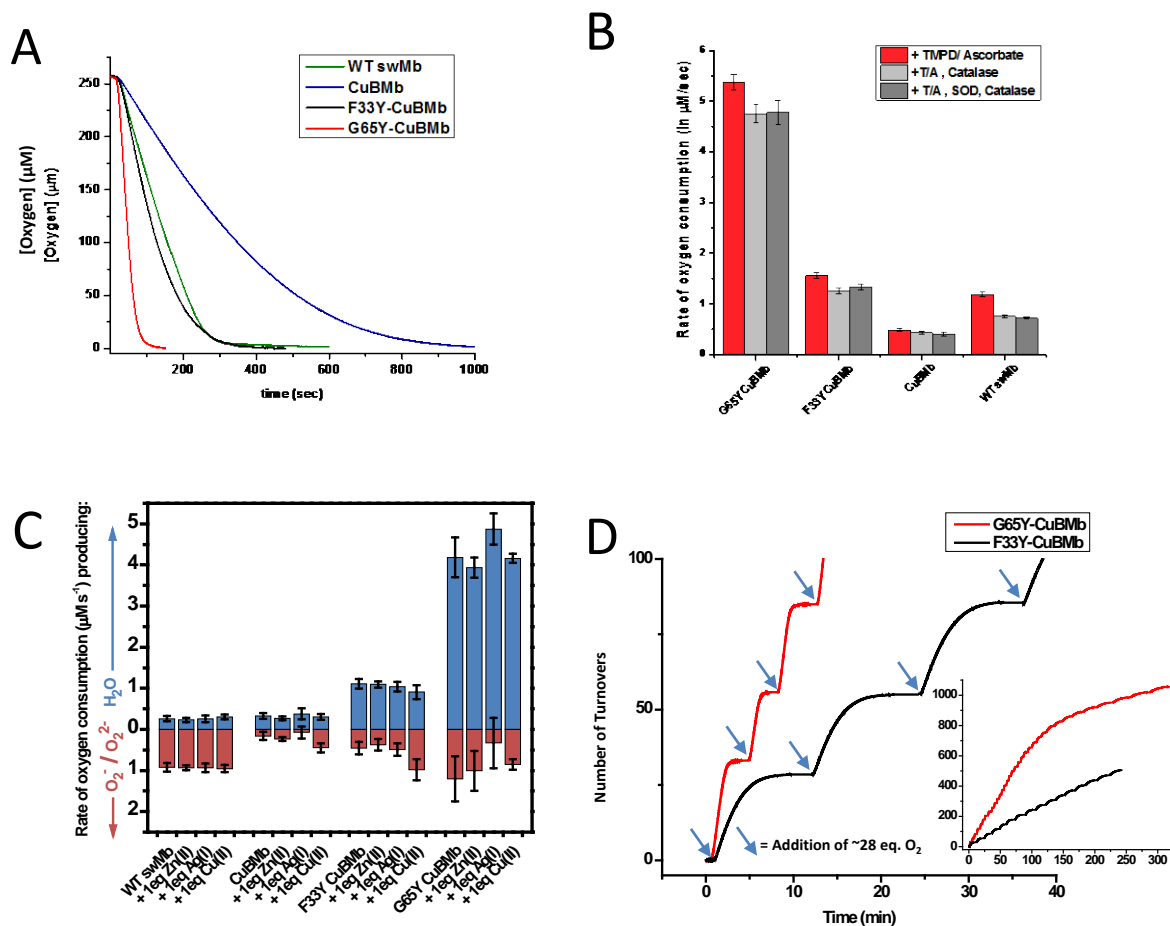 A
WT swMb
CuBMb
F33Y-CuBMb
G65Y-CuBMb
[Oxygen] (μM)
[Oxygen] (μm)
250
200
150
100
50
0
200
400
600
800
1000
time (sec)
B
+ TMPD/ Ascorbate
+T/A , Catalase
+ T/A , SOD, Catalase
Rate of oxygen consumption (In μM/sec)
6
5
4
3
2
1
0
G65Y CuBMb
F33Y CuBMb
CuBMb
WT swMb
C
Rate of oxygen consumption (μM s⁻¹) producing:
O₂⁻ / O₂²⁻
H₂O
5
4
3
2
1
0
1
2
WT swMb
+ 1eq Zn(II)
+ 1eq Ag(I)
+ 1eq Cu(II)
CuBMb
+ 1eq Zn(II)
+ 1eq Ag(I)
+ 1eq Cu(II)
F33Y CuBMb
+ 1eq Zn(II)
+ 1eq Ag(I)
+ 1eq Cu(II)
G65Y CuBMb
+ 1eq Zn(II)
+ 1eq Ag(I)
+ 1eq Cu(II)
D
G65Y-CuBMb
F33Y-CuBMb
Number of Turnovers
100
50
0
= Addition of ~28 eq. O₂
0
10
20
30
40
Time (min)
1000
800
600
400
200
0
0
50
100
150
200
250
300